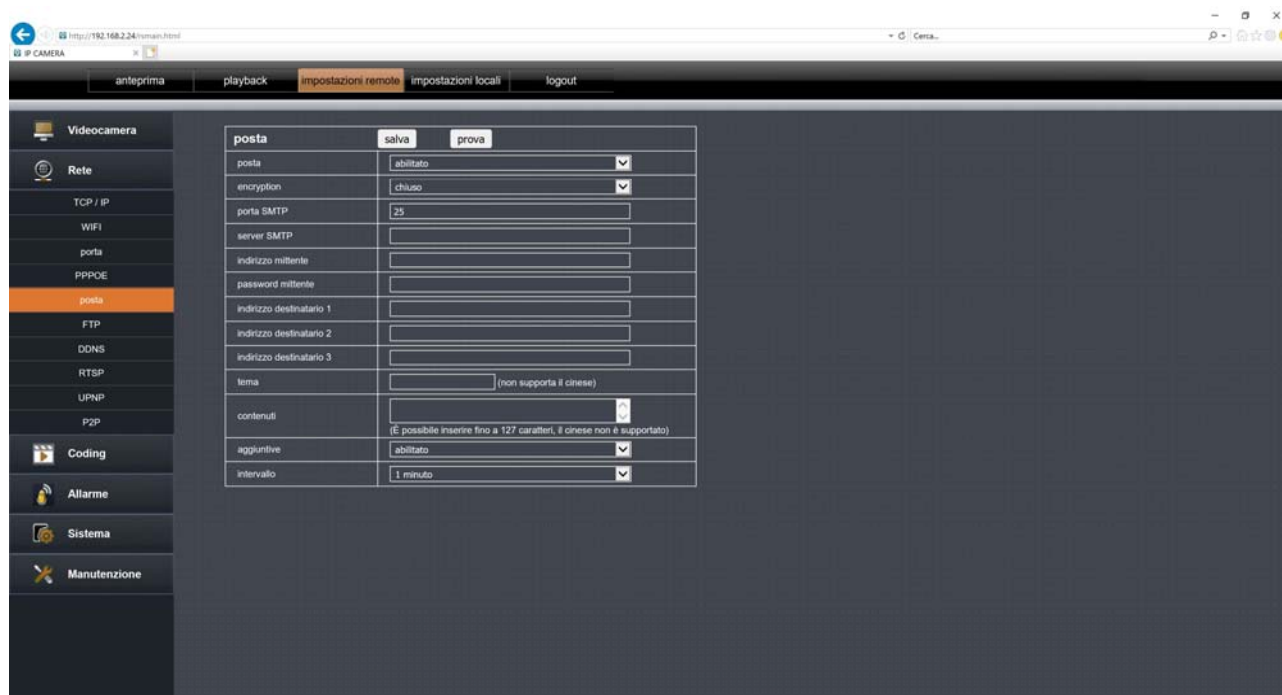 http://192.168.2.24/rsmain.html
Cerca...
IP CAMERA
anteprima playback impostazioni remote impostazioni locali logout
Videocamera
Rete
TCP / IP
WIFI
porta
PPPOE
posta
FTP
DDNS
RTSP
UPNP
P2P
Coding
Allarme
Sistema
Manutenzione
posta salva prova
posta abilitato
encryption chiuso
porta SMTP 25
server SMTP
indirizzo mittente
password mittente
indirizzo destinatario 1
indirizzo destinatario 2
indirizzo destinatario 3
tema (non supporta il cinese)
contenuti
(È possibile inserire fino a 127 caratteri, il cinese non è supportato)
aggiuntive abilitato
intervallo 1 minuto